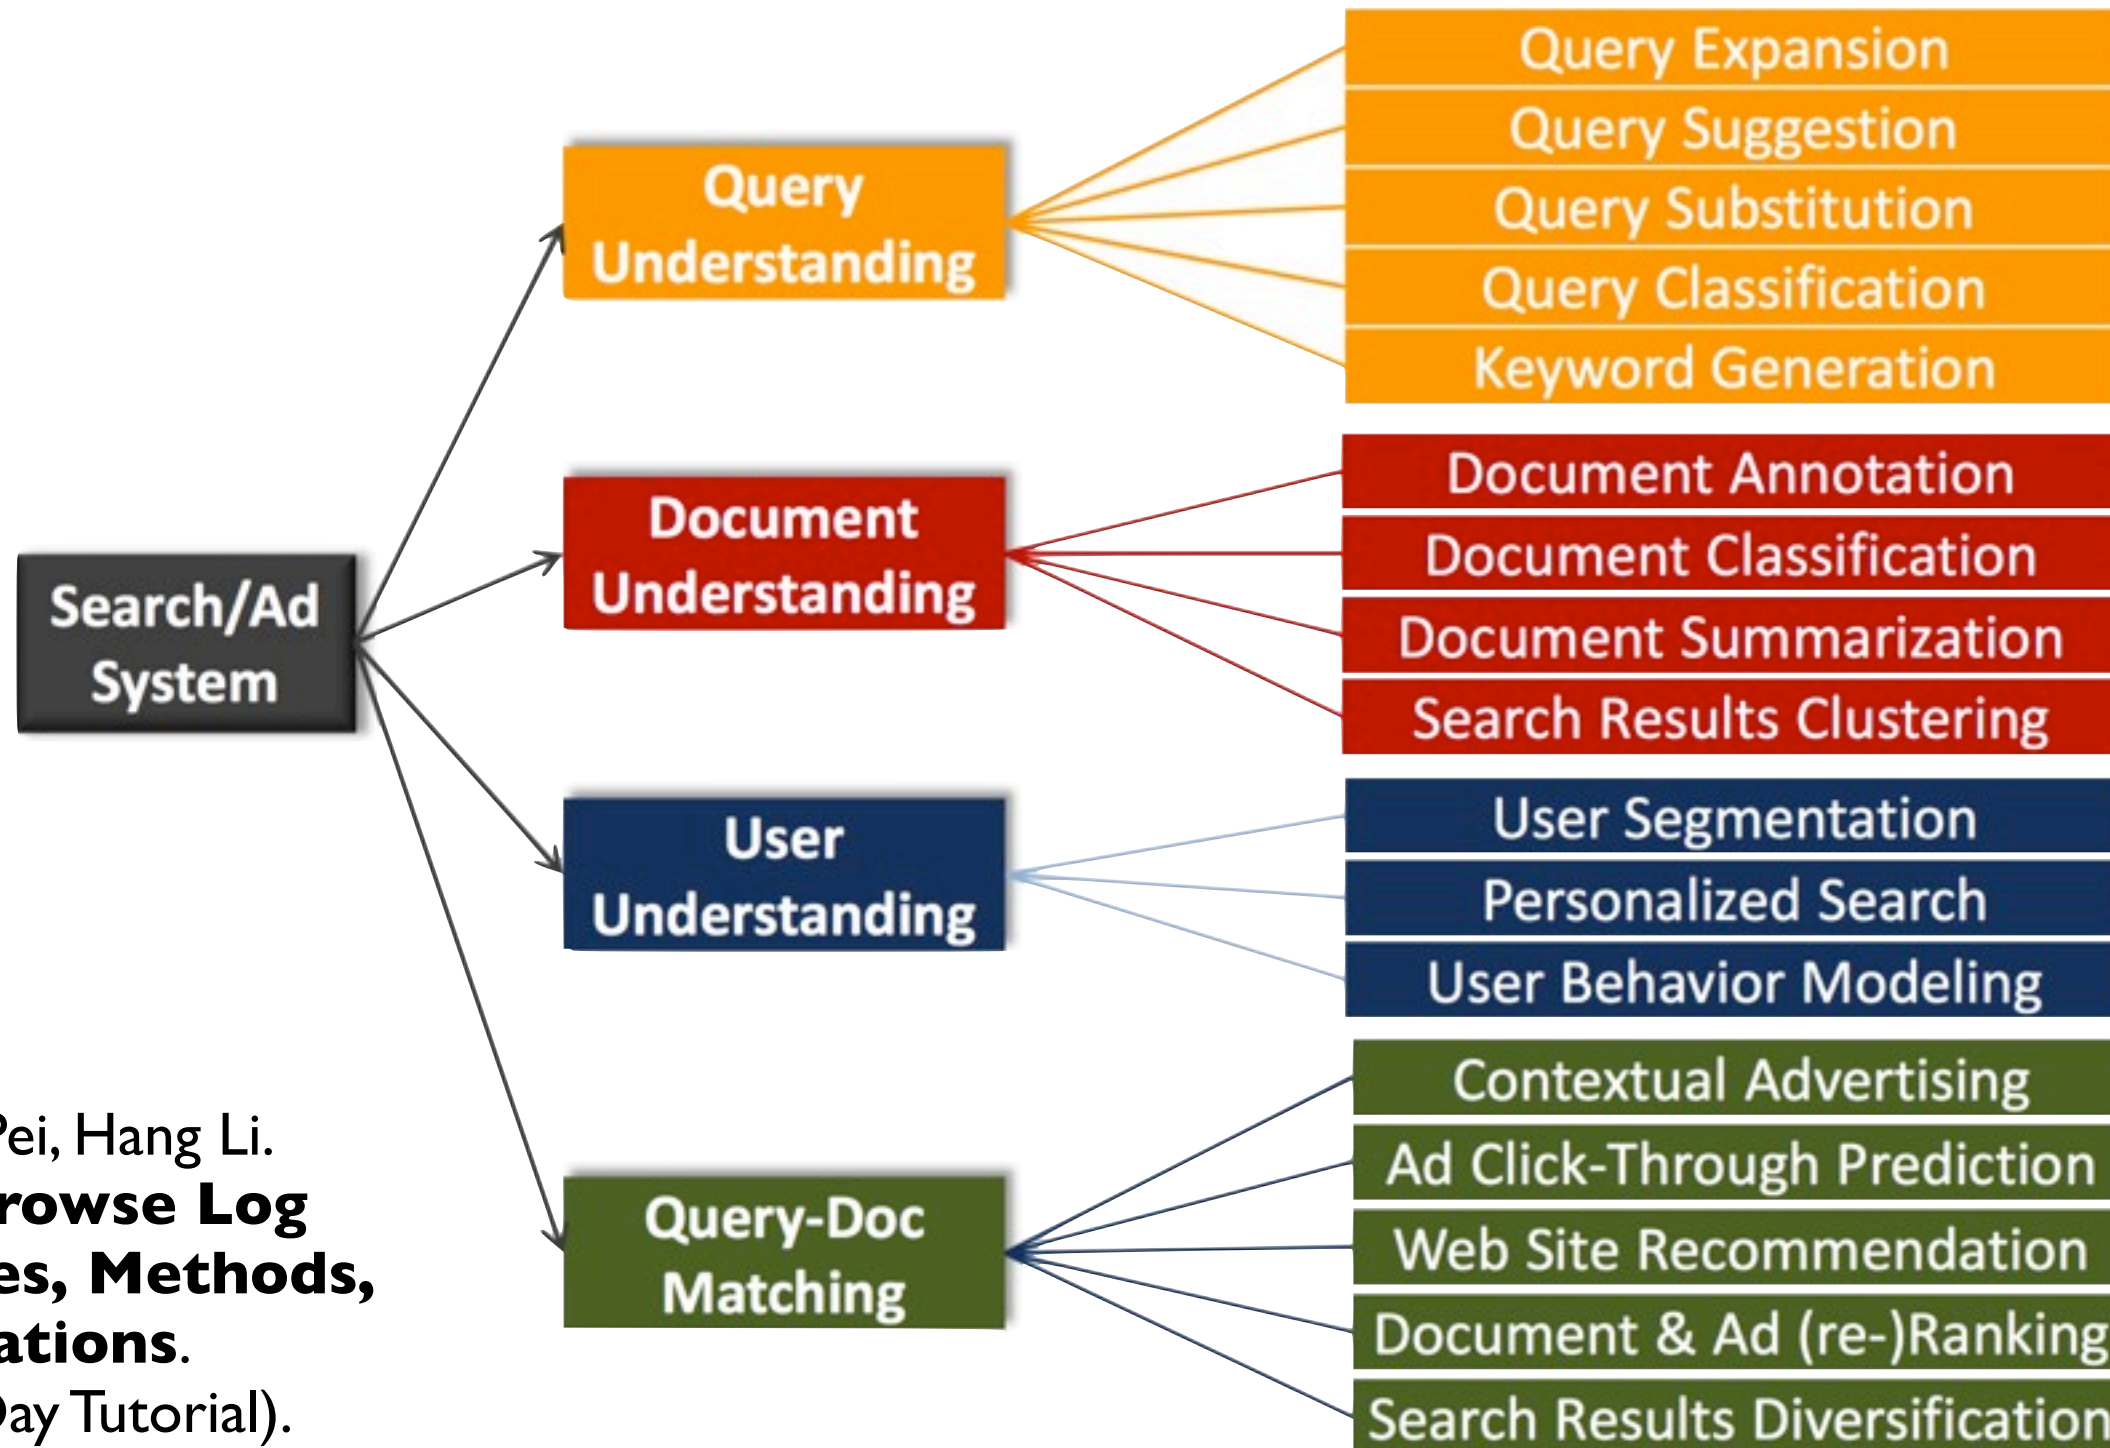 Search/Ad
System
Query
Understanding
Query Expansion
Query Suggestion
Query Substitution
Query Classification
Keyword Generation
Document
Understanding
Document Annotation
Document Classification
Document Summarization
Search Results Clustering
User
Understanding
User Segmentation
Personalized Search
User Behavior Modeling
Query-Doc
Matching
Contextual Advertising
Ad Click-Through Prediction
Web Site Recommendation
Document & Ad (re-)Ranking
Search Results Diversification
Pei, Hang Li.
rowse Log
es, Methods,
ations.
Day Tutorial).